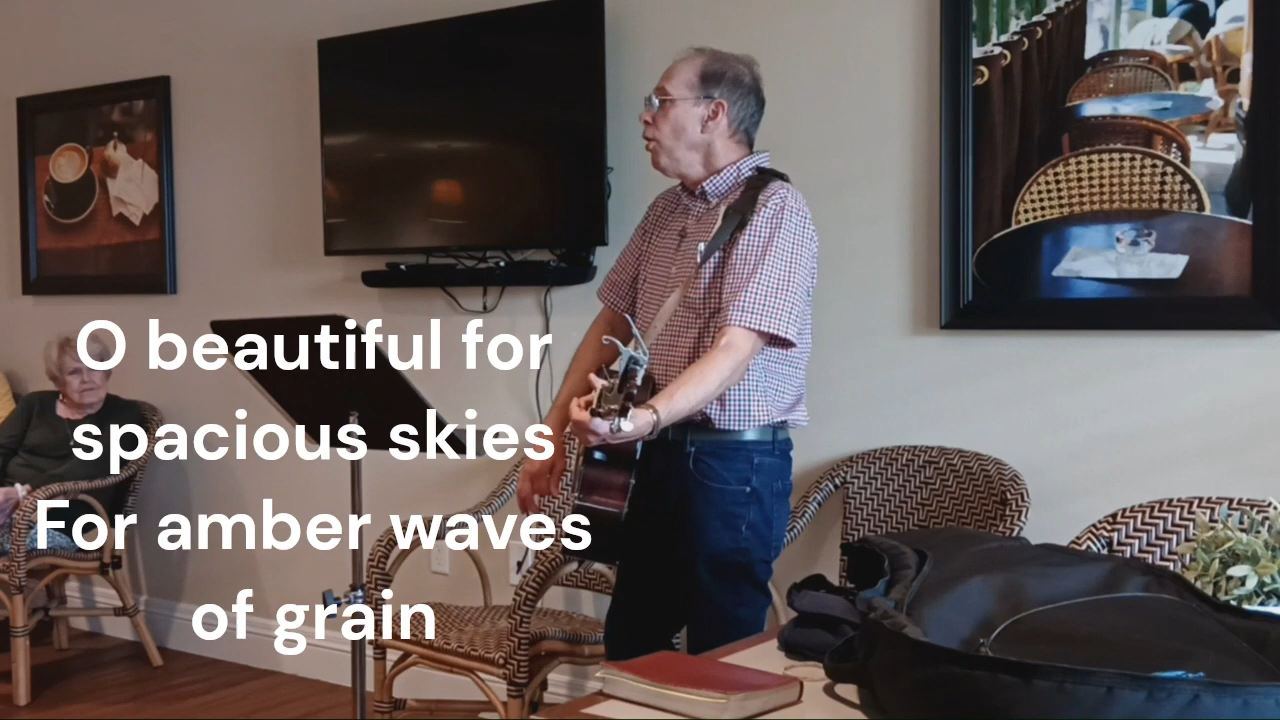 O beautiful for
spacious skies
For amber waves
of grain